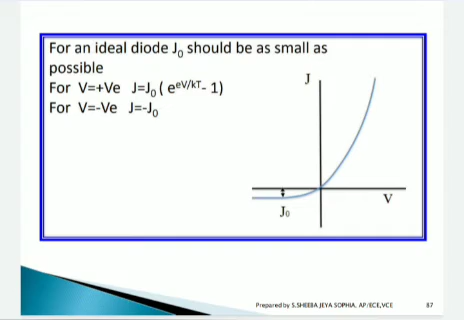 For an ideal diode J₀ should be as small as
possible
For V=+Ve J=J₀ ( eᵉⱽ/ᵏᵀ- 1)
For V=-Ve J=-J₀
J
V
J₀
Prepared by S.SHEEBA JEYA SOPHIA, AP/ECE,VCE
87